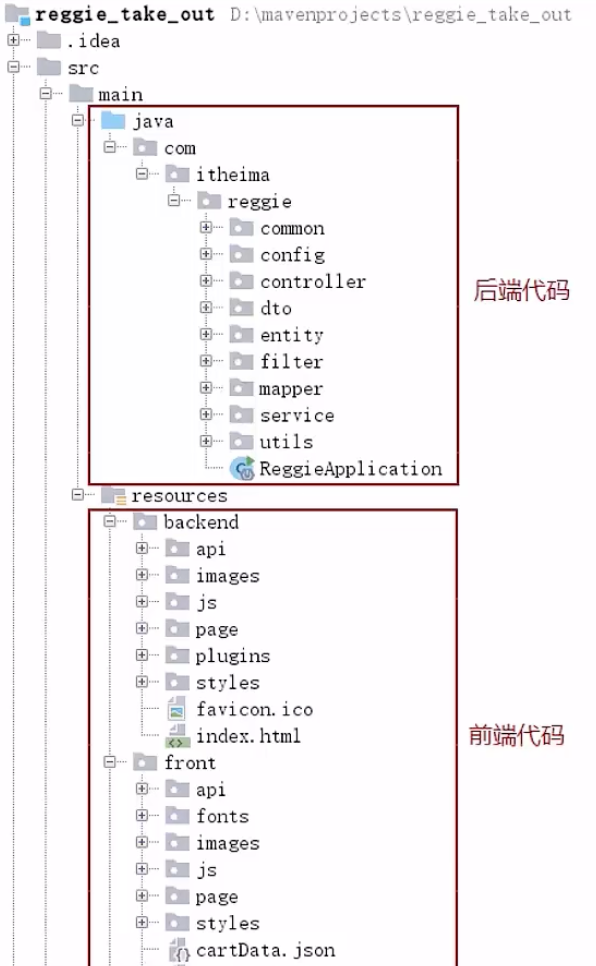 reggie_take_out D:\mavenprojects\reggie_take_out
.idea
src
main
java
com
itheima
reggie
common
config
controller
dto
entity
filter
mapper
service
utils
ReggieApplication
后端代码
resources
backend
api
images
js
page
plugins
styles
favicon.ico
index.html
前端代码
front
api
fonts
images
js
page
styles
cartData.json